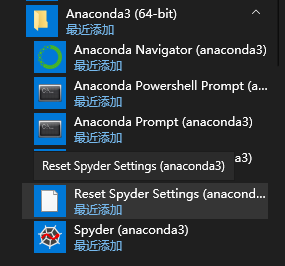 Anaconda3 (64-bit)
最近添加
Anaconda Navigator (anaconda3)
最近添加
Anaconda Powershell Prompt (a...
最近添加
Anaconda Prompt (anaconda3)
最近添加
Reset Spyder Settings (anaconda3)
a3)
Reset Spyder Settings (anacond...
最近添加
Spyder (anaconda3)
最近添加